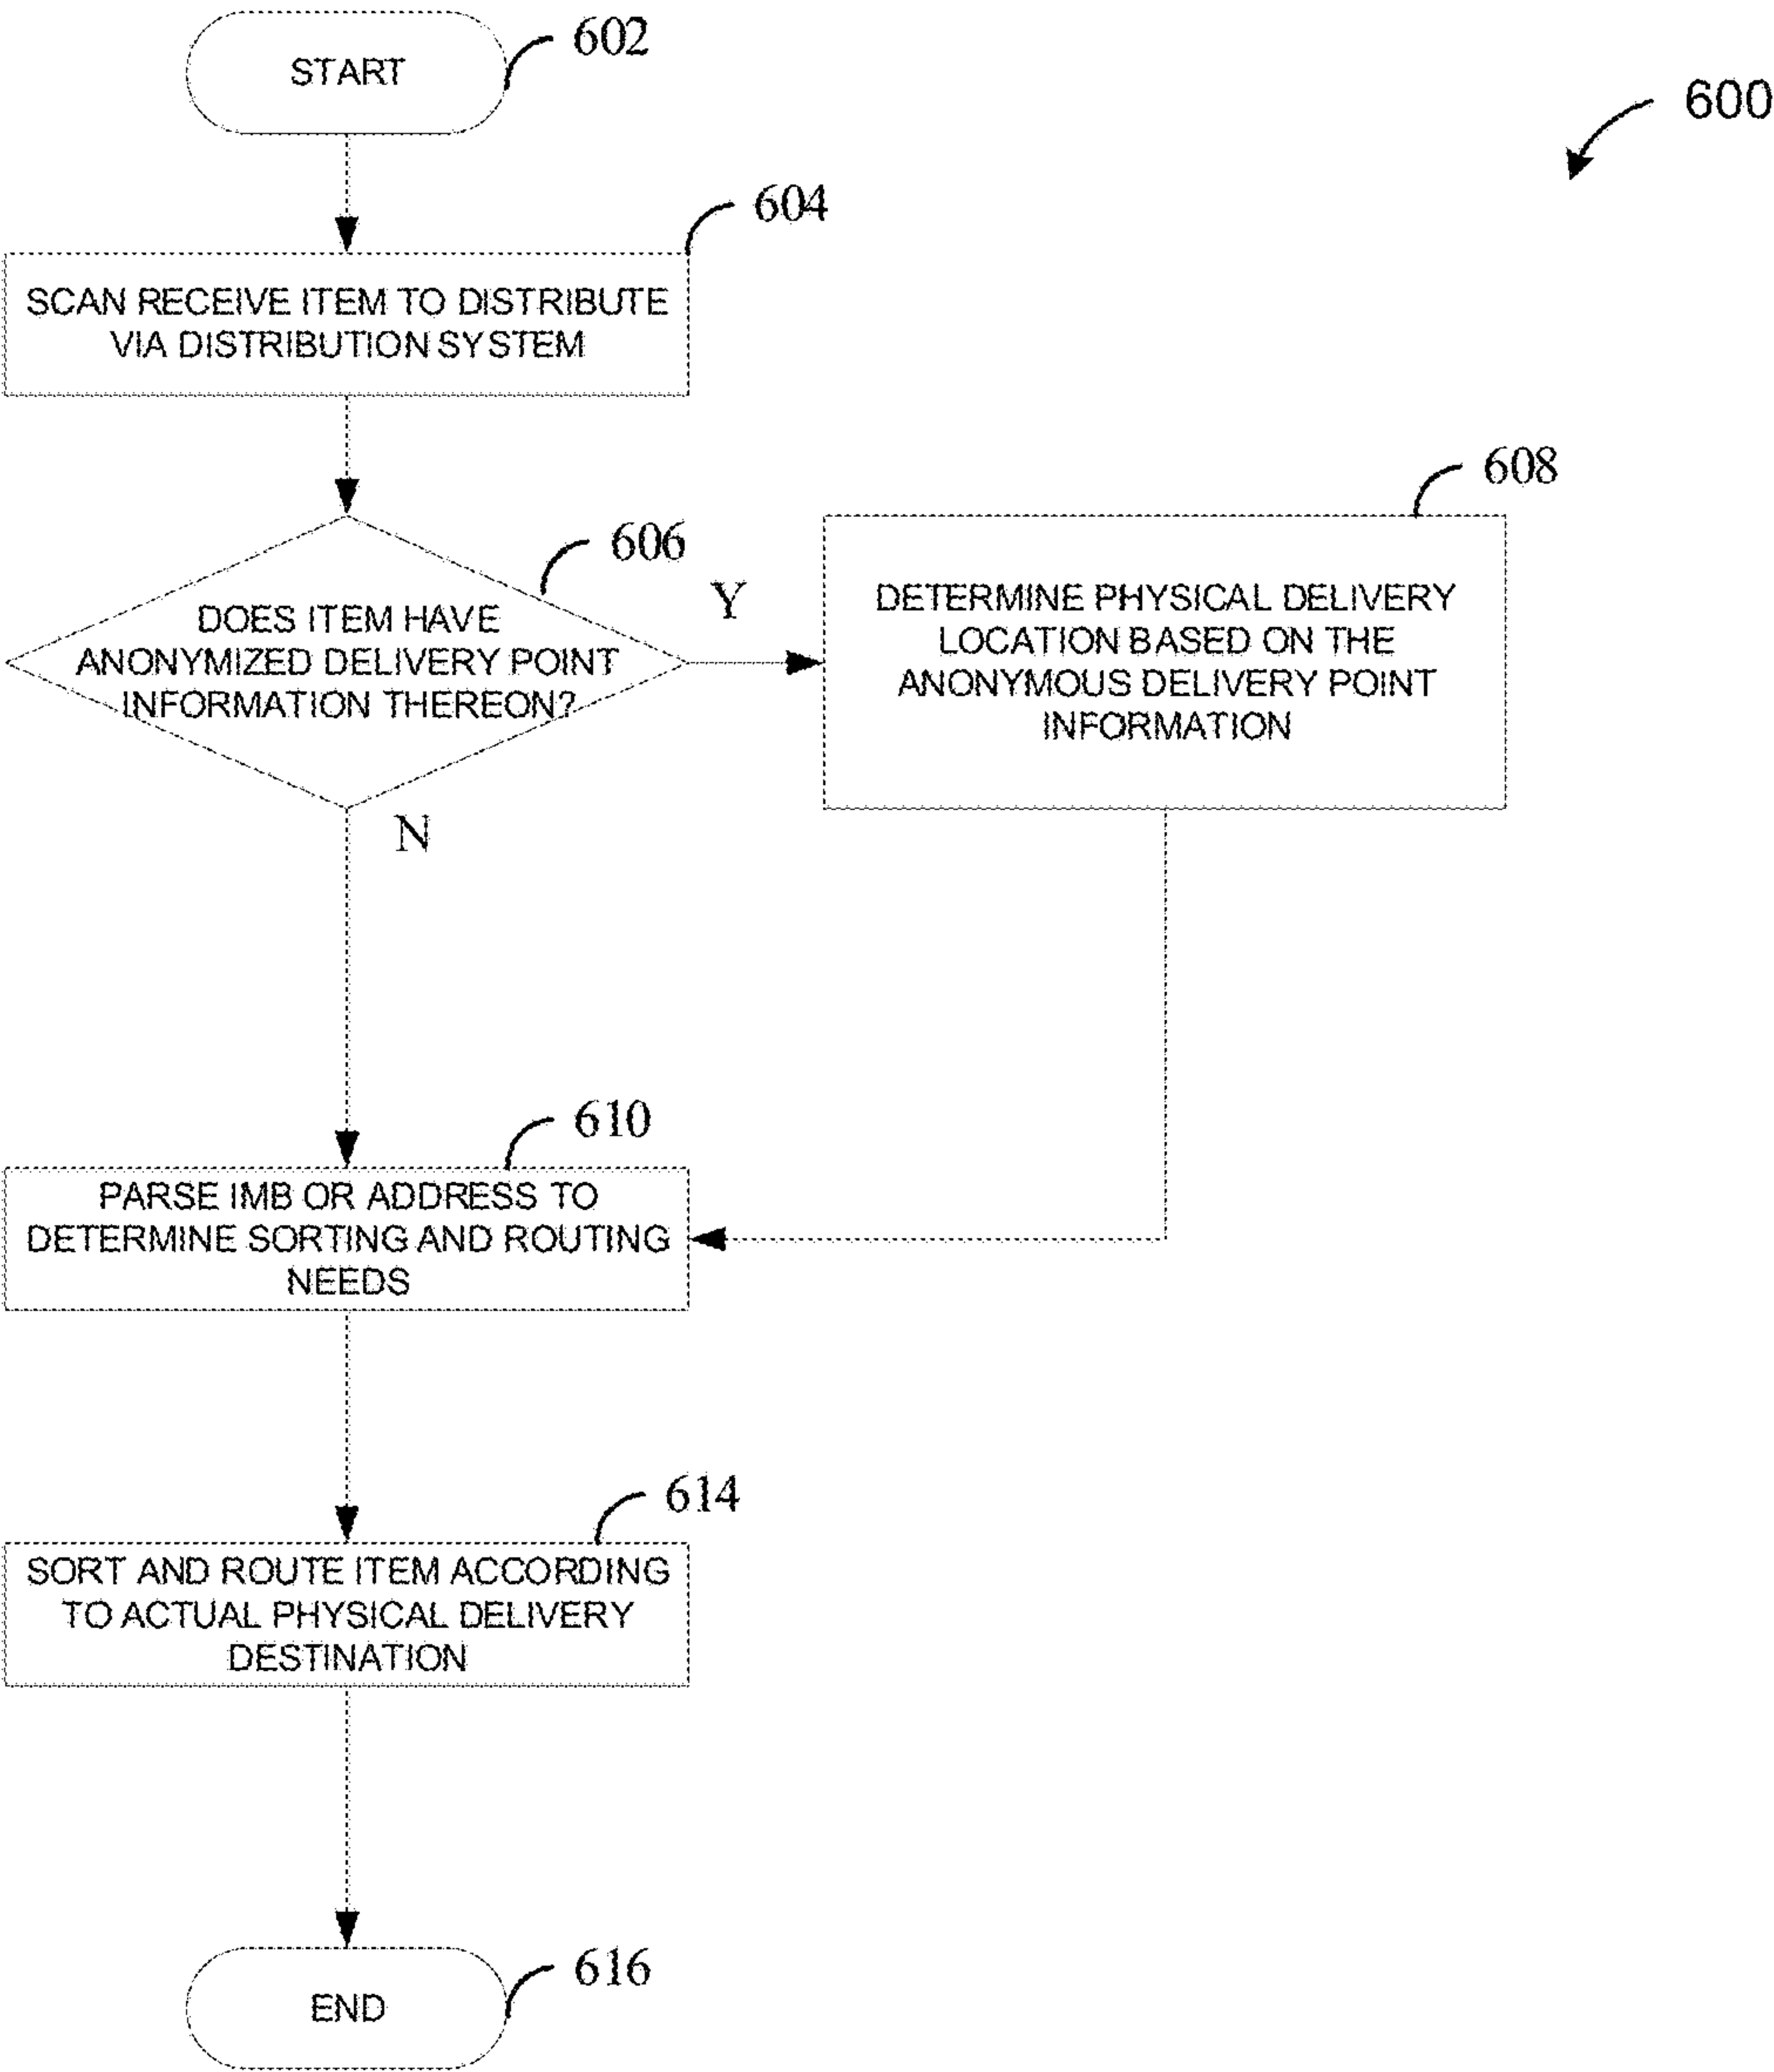 602
START
600
604
SCAN RECEIVE ITEM TO DISTRIBUTE
VIA DISTRIBUTION SYSTEM
606
DOES ITEM HAVE
ANONYMIZED DELIVERY POINT
INFORMATION THEREON?
Y
N
608
DETERMINE PHYSICAL DELIVERY
LOCATION BASED ON THE
ANONYMOUS DELIVERY POINT
INFORMATION
610
PARSE IMB OR ADDRESS TO
DETERMINE SORTING AND ROUTING
NEEDS
614
SORT AND ROUTE ITEM ACCORDING
TO ACTUAL PHYSICAL DELIVERY
DESTINATION
616
END